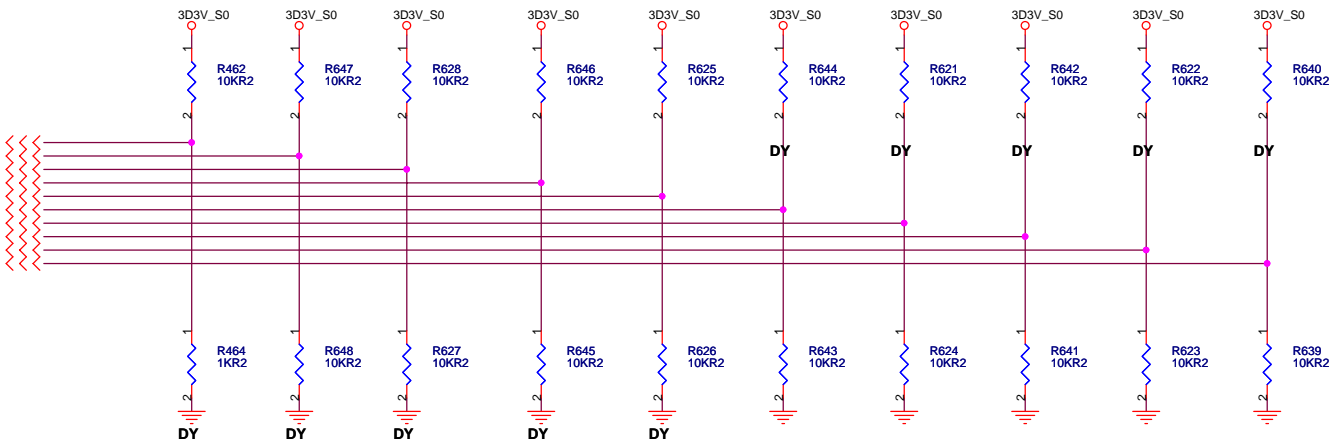 3D3V_S0 3D3V_S0 3D3V_S0 3D3V_S0 3D3V_S0 3D3V_S0 3D3V_S0 3D3V_S0 3D3V_S0 3D3V_S0
1 1 1 1 1 1 1 1 1 1
R462 R647 R628 R646 R625 R644 R621 R642 R622 R640
10KR2 10KR2 10KR2 10KR2 10KR2 10KR2 10KR2 10KR2 10KR2 10KR2
2 2 2 2 2 2 2 2 2 2
DY DY DY DY DY
1 1 1 1 1 1 1 1 1 1
R464 R648 R627 R645 R626 R643 R624 R641 R623 R639
1KR2 10KR2 10KR2 10KR2 10KR2 10KR2 10KR2 10KR2 10KR2 10KR2
2 2 2 2 2 2 2 2 2 2
DY DY DY DY DY